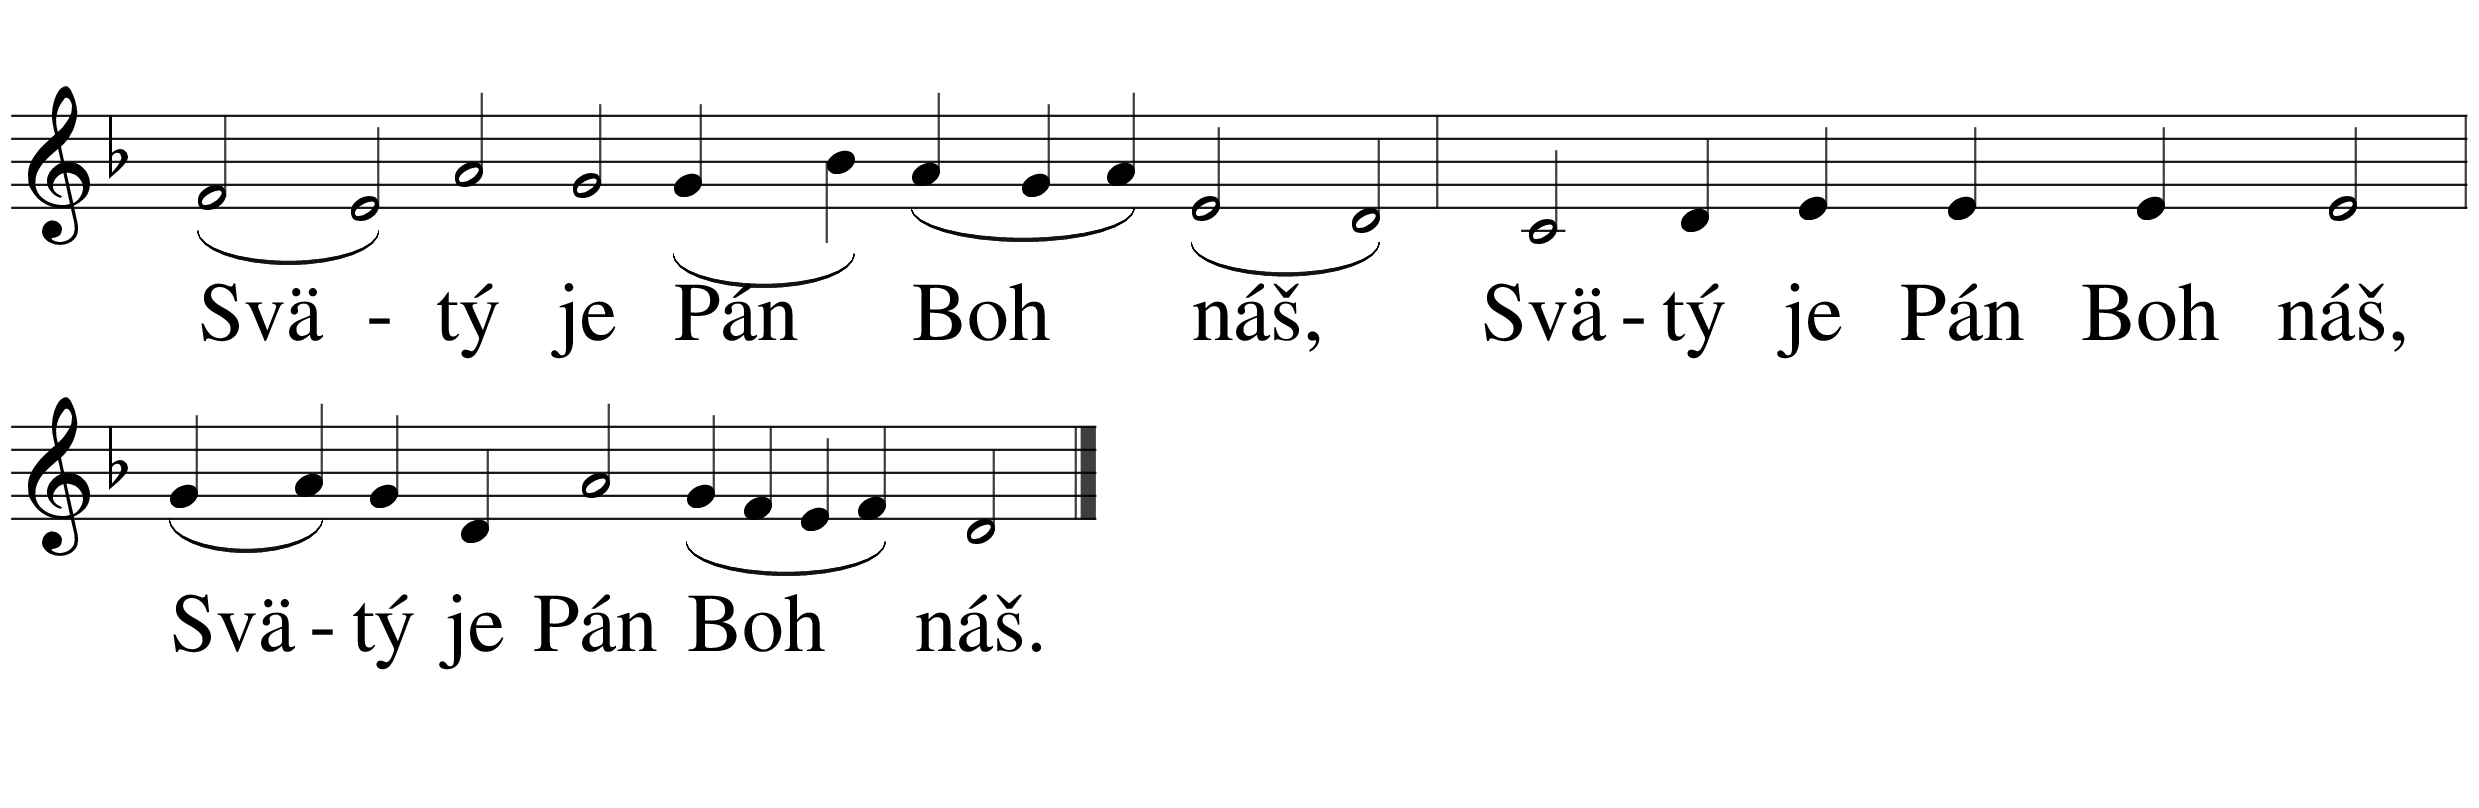 Svä - tý je Pán Boh náš, Svä - tý je Pán Boh náš,
Svä - tý je Pán Boh náš.